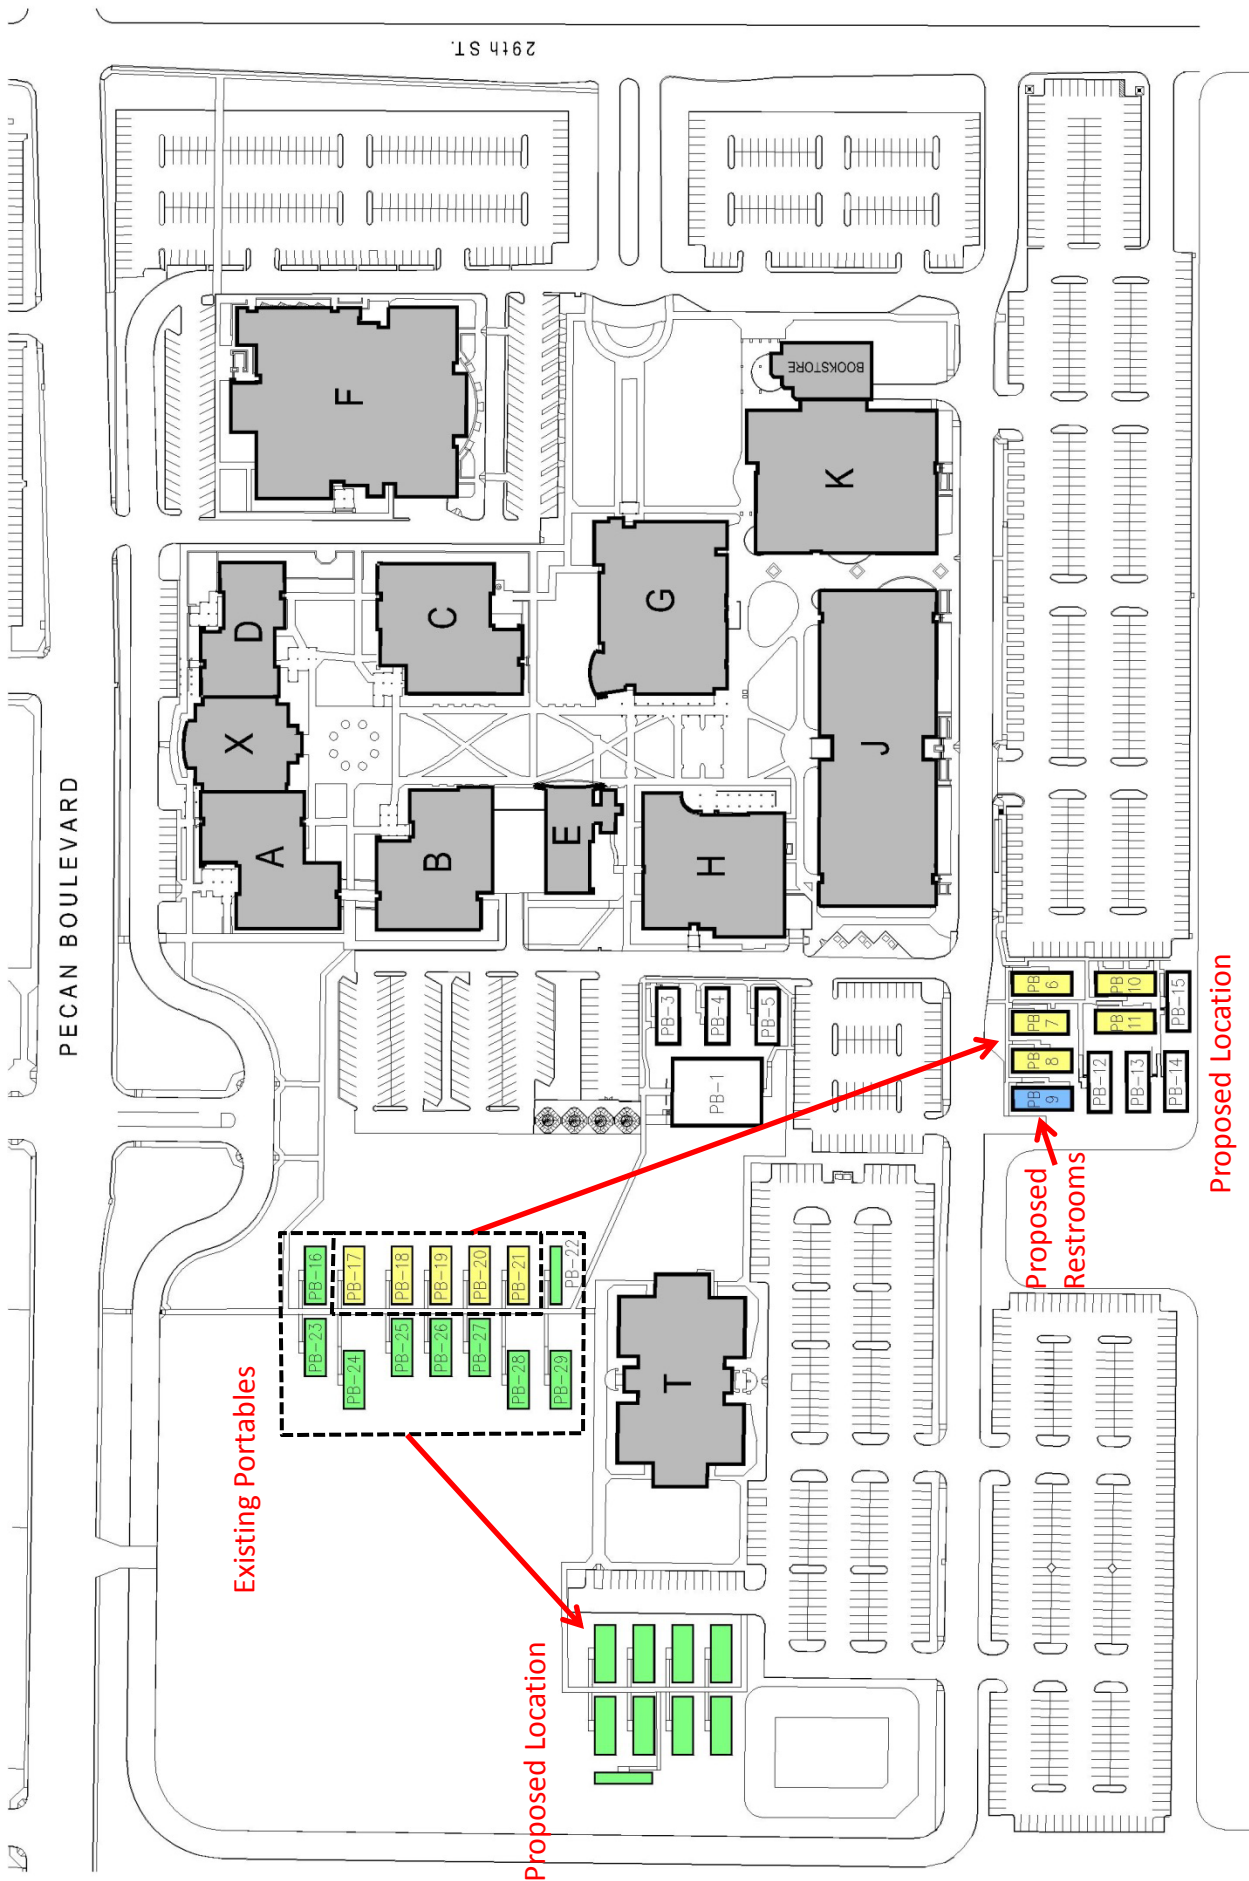 29th ST.
PECAN BOULEVARD
F
BOOKSTORE
K
D
C
G
X
J
A
B
E
H
PB-3
PB-4
PB-5
PB-1
PB
6
PB
7
PB
8
PB
9
PB
10
PB
11
PB-15
PB-12
PB-13
PB-14
Proposed Location
Proposed
Restrooms
PB-16
PB-17
PB-18
PB-19
PB-20
PB-21
PB-22
PB-23
PB-24
PB-25
PB-26
PB-27
PB-28
PB-29
Existing Portables
T
Proposed Location